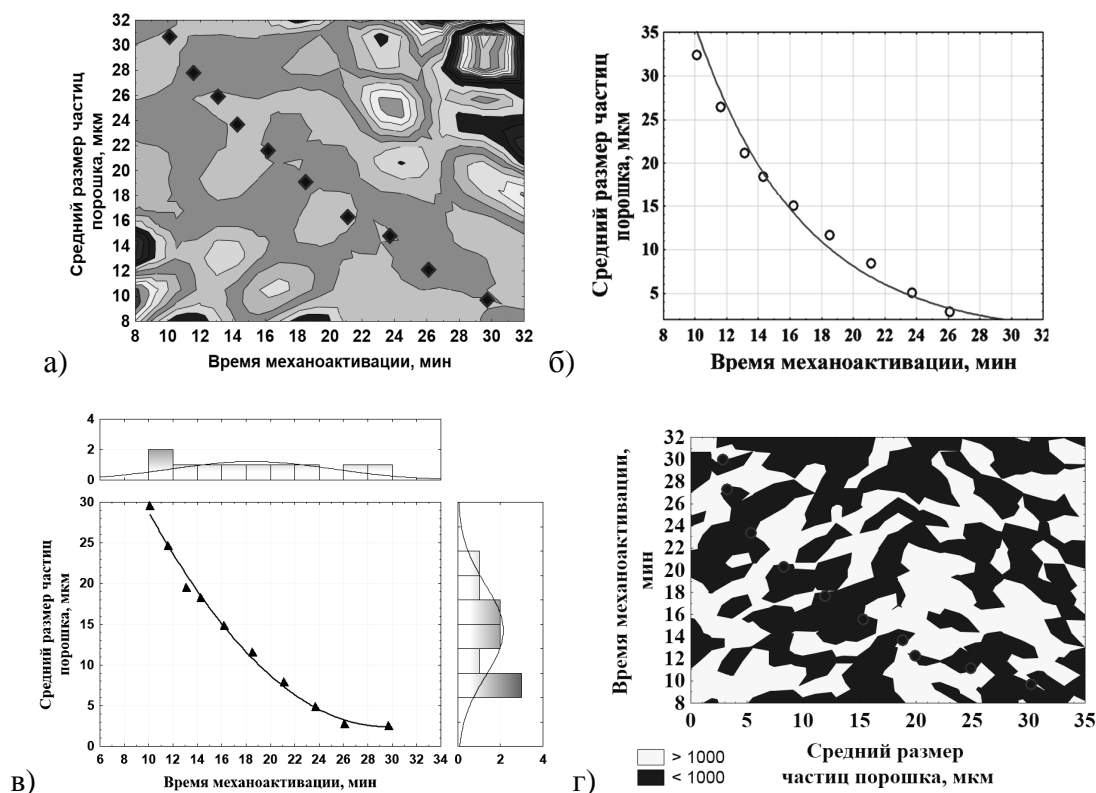 32
30
28
26
24
22
20
18
16
14
12
10
8
Средний размер частиц
порошка, мкм
8 10 12 14 16 18 20 22 24 26 28 30 32
Время механоактивации, мин
а)
35
30
25
20
15
10
5
Средний размер частиц
порошка, мкм
8 10 12 14 16 18 20 22 24 26 28 30 32
Время механоактивации, мин
б)
4
2
0
30
25
20
15
10
5
0
Средний размер частиц
порошка, мкм
6 8 10 12 14 16 18 20 22 24 26 28 30 32 34
Время механоактивации, мин
0 2 4
в)
32
30
28
26
24
22
20
18
16
14
12
10
8
Время механоактивации,
мин
0 5 10 15 20 25 30 35
Средний размер
частиц порошка, мкм
> 1000
< 1000
г)